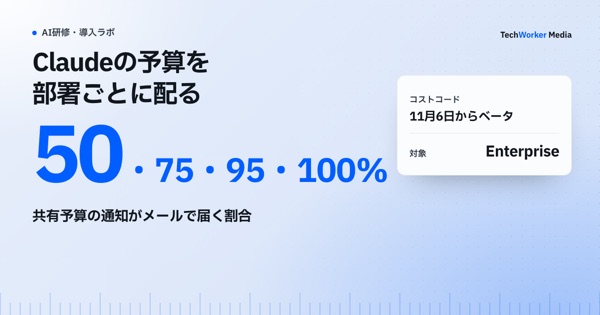 AI研修・導入ラボ
TechWorker Media
Claudeの予算を
部署ごとに配る
50・75・95・100%
共有予算の通知がメールで届く割合
コストコード
11月6日からベータ
対象 Enterprise